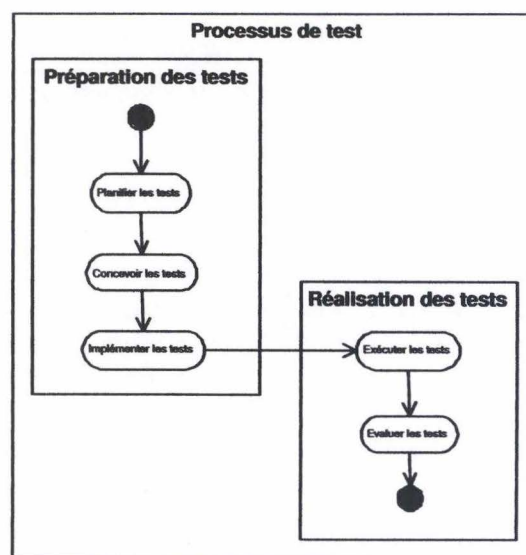 Processus de test
Préparation des tests
Planifier les tests
Concevoir les tests
Implémenter les tests
Réalisation des tests
Exécuter les tests
Evaluer les tests